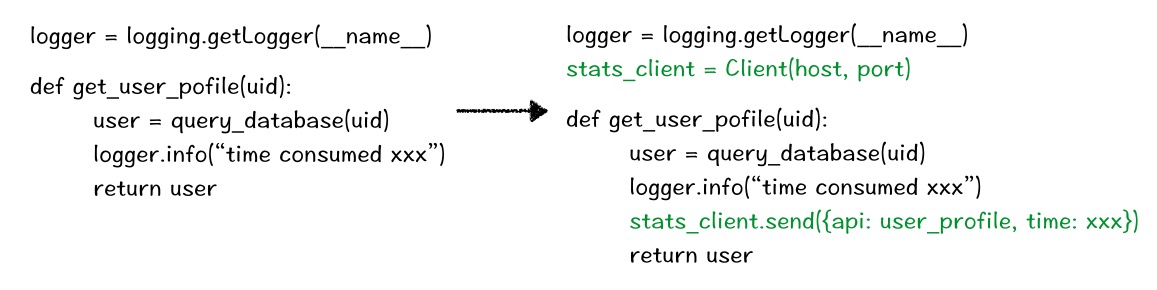 logger = logging.getLogger(__name__)
def get_user_pofile(uid):
user = query_database(uid)
logger.info(“time consumed xxx”)
return user
logger = logging.getLogger(__name__)
stats_client = Client(host, port)
def get_user_pofile(uid):
user = query_database(uid)
logger.info(“time consumed xxx”)
stats_client.send({api: user_profile, time: xxx})
return user